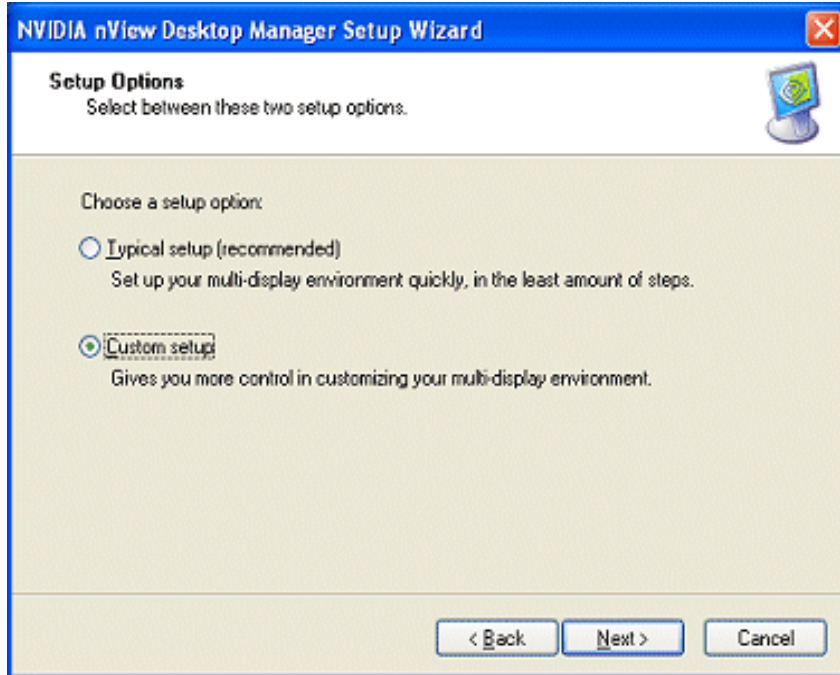 NVIDIA nView Desktop Manager Setup Wizard
Setup Options
Select between these two setup options.
Choose a setup option:
Typical setup (recommended)
Set up your multi-display environment quickly, in the least amount of steps.
Custom setup
Gives you more control in customizing your multi-display environment.
< Back
Next >
Cancel